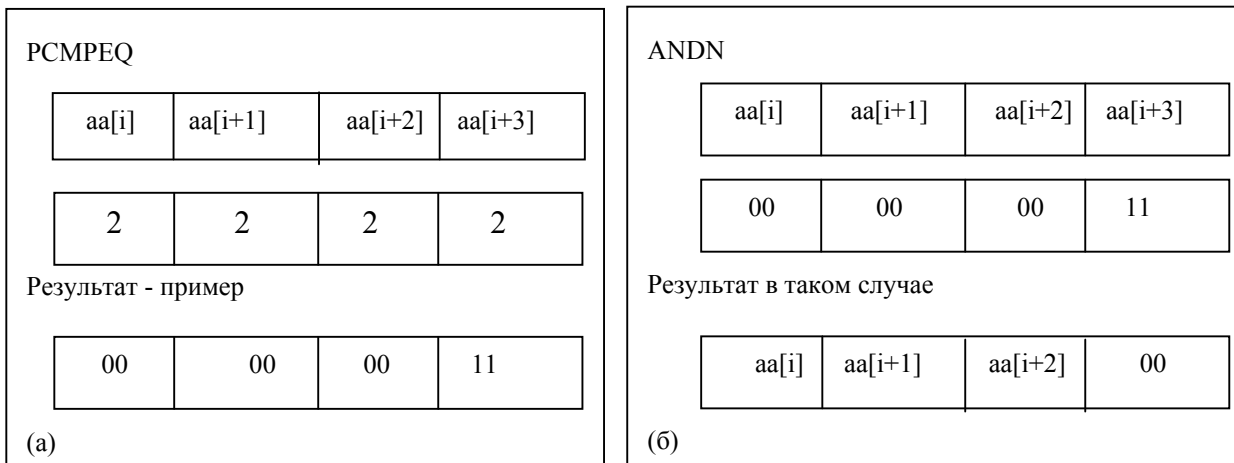 PCMPEQ
aa[i] aa[i+1] aa[i+2] aa[i+3]
2 2 2 2
Результат - пример
00 00 00 11
(а)
ANDN
aa[i] aa[i+1] aa[i+2] aa[i+3]
00 00 00 11
Результат в таком случае
aa[i] aa[i+1] aa[i+2] 00
(б)